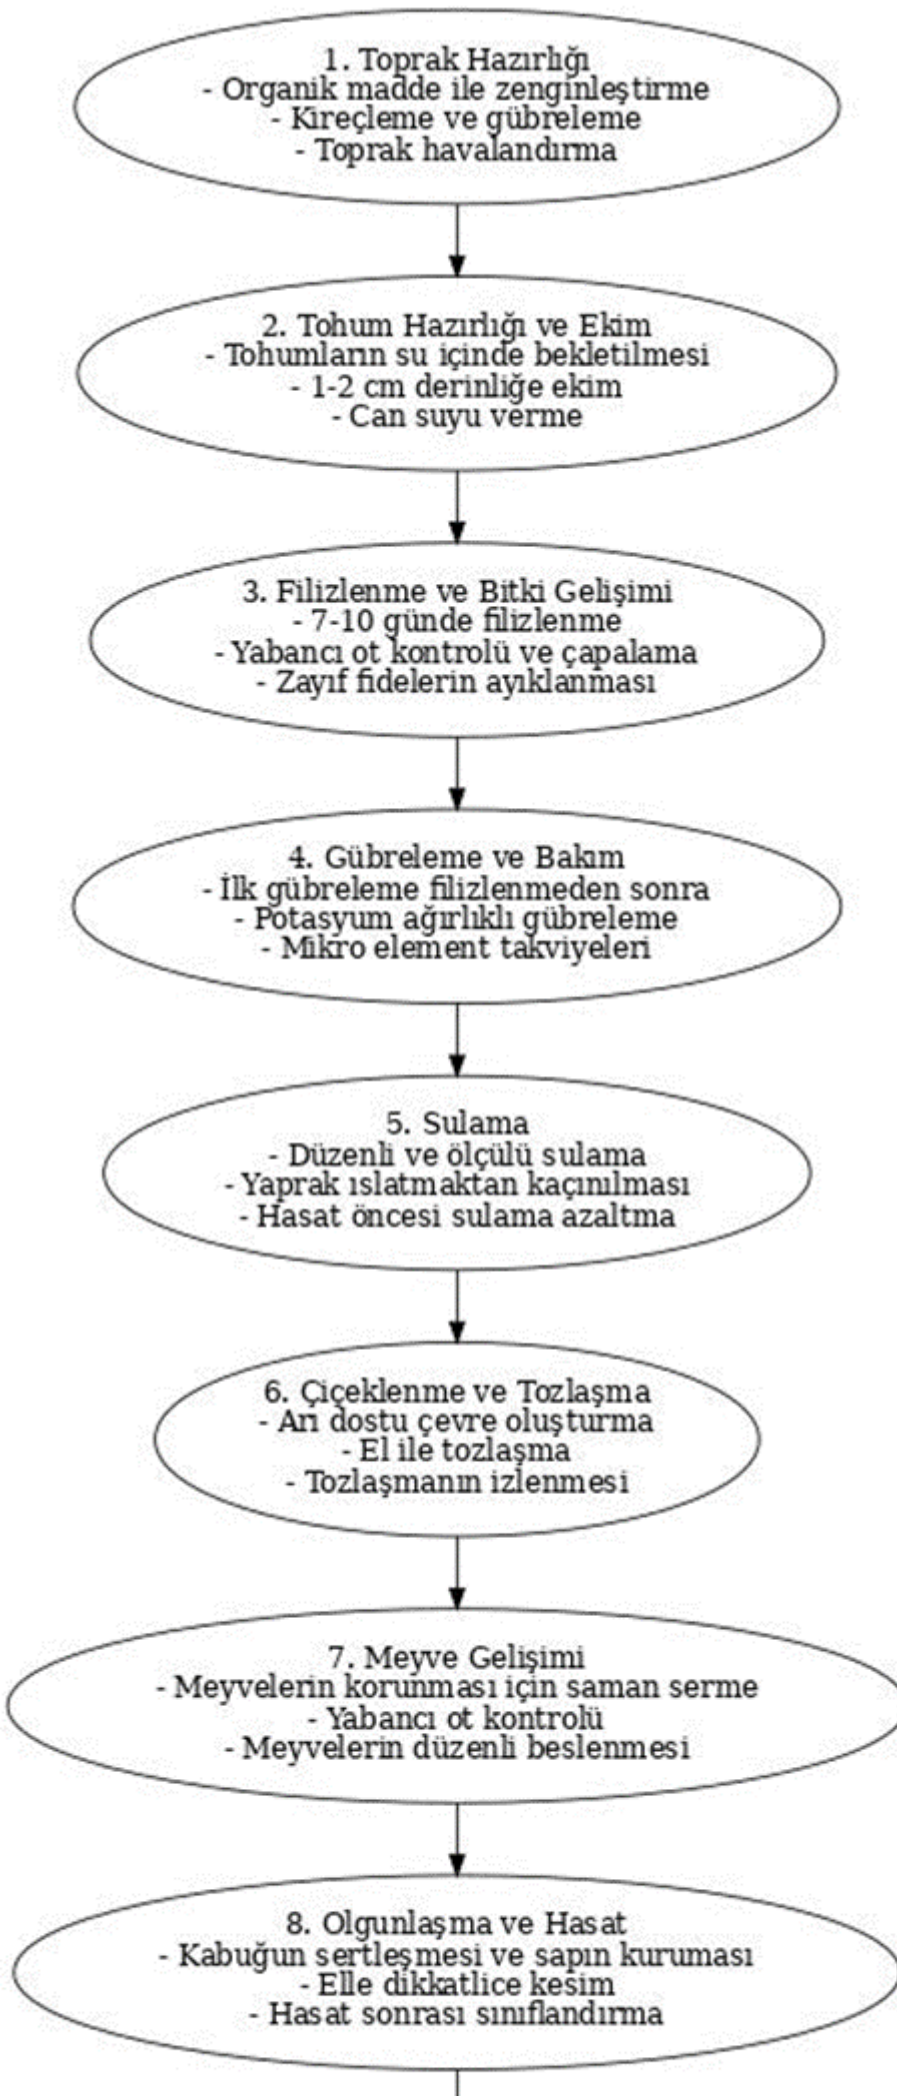 1. Toprak Hazırlığı
- Organik madde ile zenginleştirme
- Kireçleme ve gübreleme
- Toprak havalandırma
2. Tohum Hazırlığı ve Ekim
- Tohumların su içinde bekletilmesi
- 1-2 cm derinliğe ekim
- Can suyu verme
3. Filizlenme ve Bitki Gelişimi
- 7-10 günde filizlenme
- Yabancı ot kontrolü ve çapalama
- Zayıf fidelerin ayıklanması
4. Gübreleme ve Bakım
- İlk gübreleme filizlenmeden sonra
- Potasyum ağırlıklı gübreleme
- Mikro element takviyeleri
5. Sulama
- Düzenli ve ölçülü sulama
- Yaprak ıslatmaktan kaçınılması
- Hasat öncesi sulama azaltma
6. Çiçeklenme ve Tozlaşma
- Arı dostu çevre oluşturma
- El ile tozlaşma
- Tozlaşmanın izlenmesi
7. Meyve Gelişimi
- Meyvelerin korunması için saman serme
- Yabancı ot kontrolü
- Meyvelerin düzenli beslenmesi
8. Olgunlaşma ve Hasat
- Kabuğun sertleşmesi ve sapın kuruması
- Elle dikkatlice kesim
- Hasat sonrası sınıflandırma